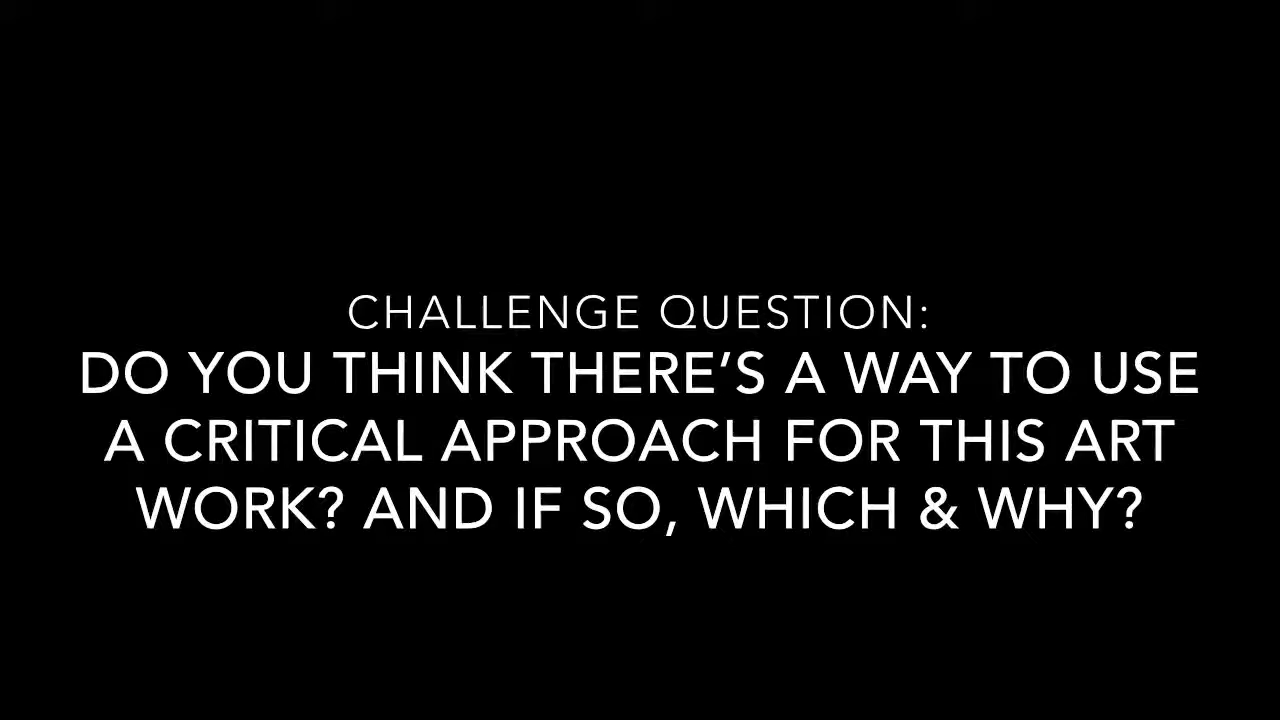 CHALLENGE QUESTION:
DO YOU THINK THERE’S A WAY TO USE
A CRITICAL APPROACH FOR THIS ART
WORK? AND IF SO, WHICH & WHY?